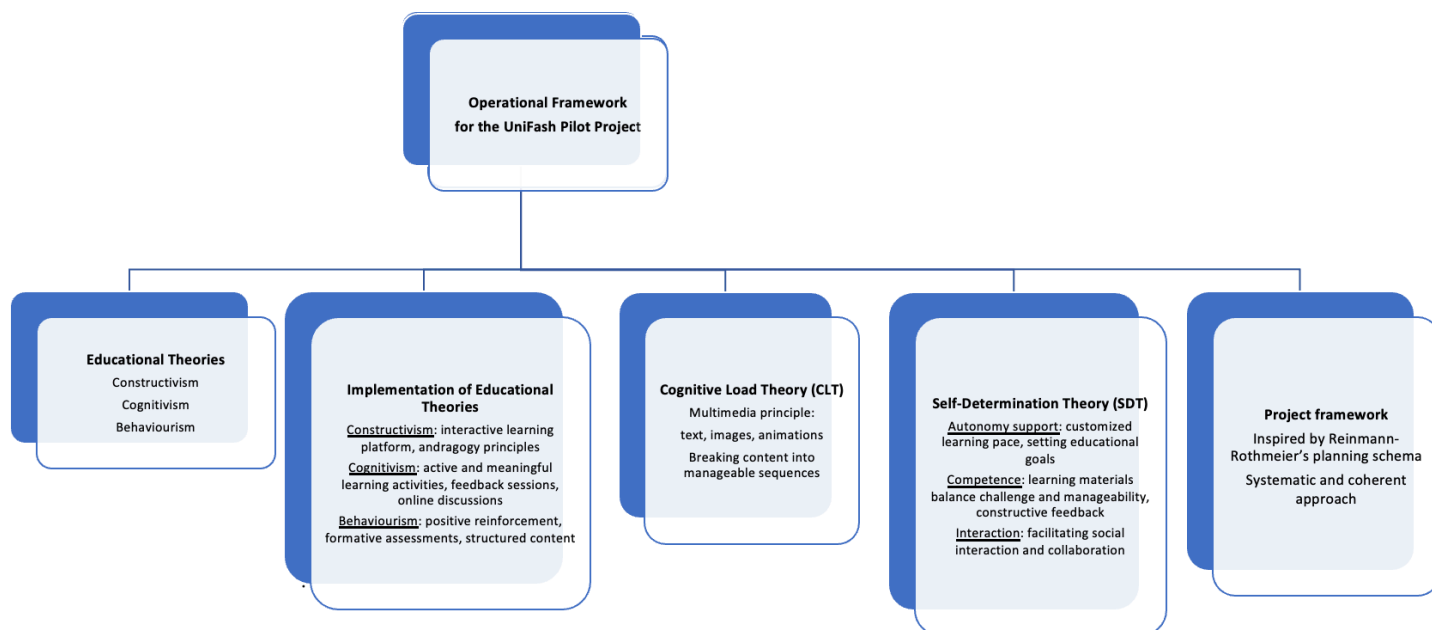 Operational Framework
for the UniFash Pilot Project
Educational Theories
Constructivism
Cognitivism
Behaviourism
Implementation of Educational
Theories
Constructivism: interactive learning
platform, and andragogy principles
Cognitivism: active and meaningful
learning activities, feedback sessions,
online discussions
Behaviourism: positive reinforcement,
formative assessments, structured content
.
Cognitive Load Theory (CLT)
Multimedia principle:
text, images, animations
Breaking content into
manageable sequences
Self-Determination Theory (SDT)
Autonomy support: customized
learning pace, setting educational
goals
Competence: learning materials
balance challenge and manageability,
constructive feedback
Interaction: facilitating social
interaction and collaboration
Project framework
Inspired by Reinmann-
Rothmeier’s planning schema
Systematic and coherent
approach